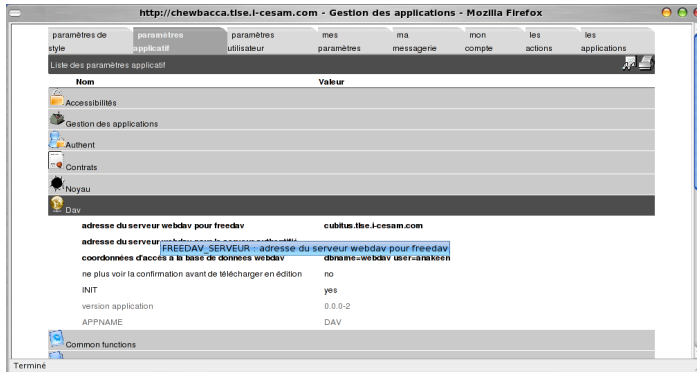 http://chewbacca.tlse.i-cesam.com - Gestion des applications - Mozilla Firefox
paramètres de style
paramètres applicatif
paramètres utilisateur
mes paramètres
ma messagerie
mon compte
les actions
les applications
Liste des paramètres applicatif
Nom Valeur
Accessibilités
Gestion des applications
Authent
Contrats
Noyau
Dav
adresse du serveur webdav pour freedav cubitus.tlse.i-cesam.com
adresse du serveur
FREEDAV_SERVEUR : adresse du serveur webdav pour freedav
coordonnées d'accès à la base de données webdav dbname=webdav user=anakeen
ne plus voir la confirmation avant de télécharger en édition no
INIT yes
version application 0.0.0-2
APPNAME DAV
Common functions
Terminé